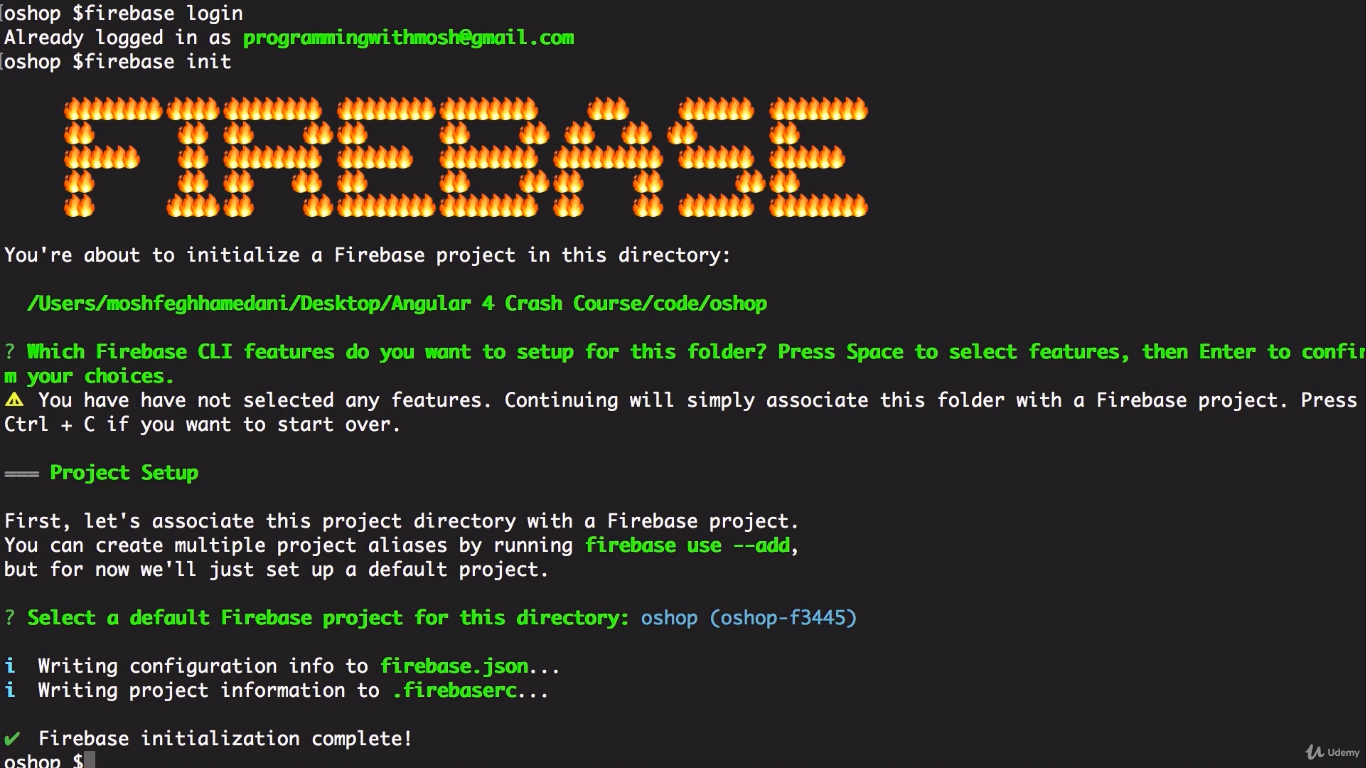 oshop $firebase login
Already logged in as programmingwithmosh@gmail.com
oshop $firebase init
FIREBASE
You're about to initialize a Firebase project in this directory:
/Users/moshfeghhamedani/Desktop/Angular 4 Crash Course/code/oshop
? Which Firebase CLI features do you want to setup for this folder? Press Space to select features, then Enter to confir
m your choices.
⚠ You have have not selected any features. Continuing will simply associate this folder with a Firebase project. Press
Ctrl + C if you want to start over.
=== Project Setup
First, let's associate this project directory with a Firebase project.
You can create multiple project aliases by running firebase use --add,
but for now we'll just set up a default project.
? Select a default Firebase project for this directory: oshop (oshop-f3445)
i Writing configuration info to firebase.json...
i Writing project information to .firebaserc...
✔ Firebase initialization complete!
oshop $
Udemy